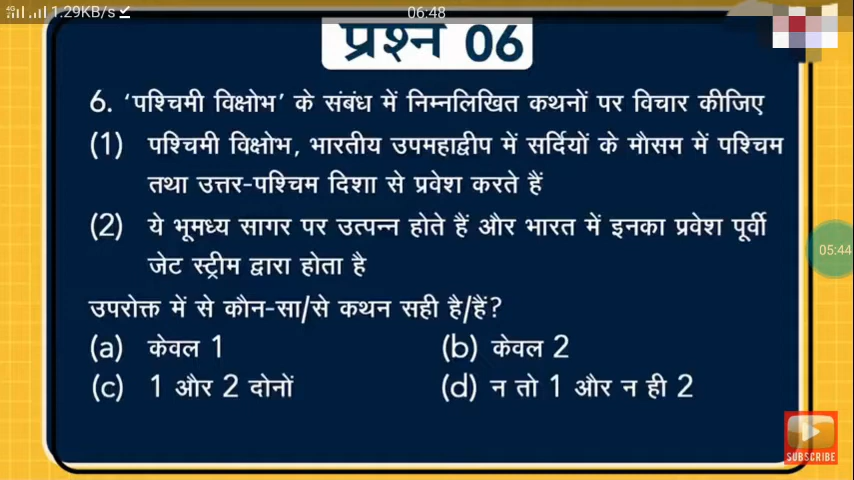 4G 1.29KB/s 06:48
प्रश्न 06
6. ‘पश्चिमी विक्षोभ’ के संबंध में निम्नलिखित कथनों पर विचार कीजिए
(1) पश्चिमी विक्षोभ, भारतीय उपमहाद्वीप में सर्दियों के मौसम में पश्चिम
तथा उत्तर-पश्चिम दिशा से प्रवेश करते हैं
(2) ये भूमध्य सागर पर उत्पन्न होते हैं और भारत में इनका प्रवेश पूर्वी
05:44
जेट स्ट्रीम द्वारा होता है
उपरोक्त में से कौन-सा/से कथन सही है/हैं?
(a) केवल 1 (b) केवल 2
(c) 1 और 2 दोनों (d) न तो 1 और न ही 2
SUBSCRIBE